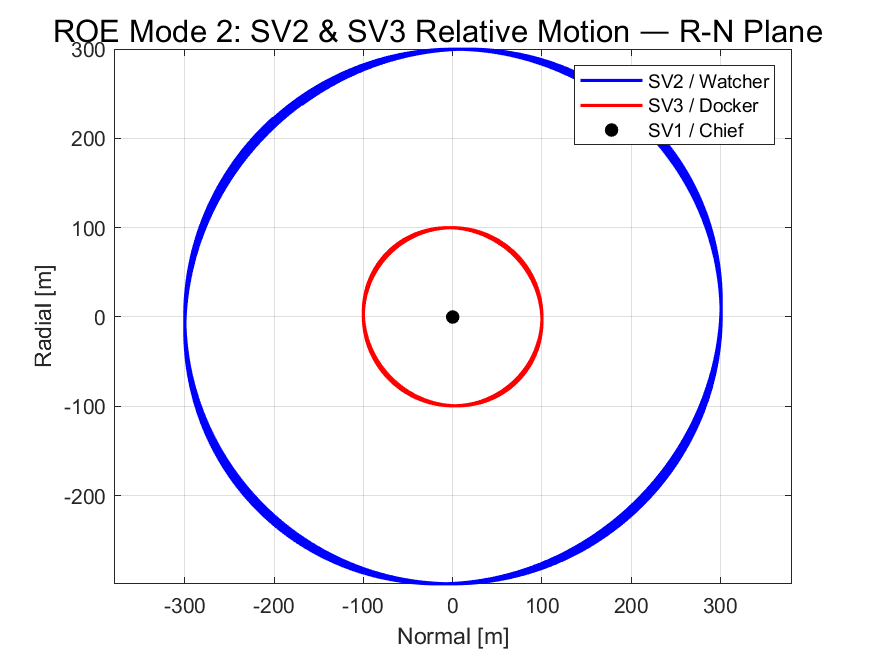 ROE Mode 2: SV2 & SV3 Relative Motion — R-N Plane
300
200
100
0
-100
-200
Radial [m]
SV2 / Watcher
SV3 / Docker
SV1 / Chief
-300
-200
-100
0
100
200
300
Normal [m]